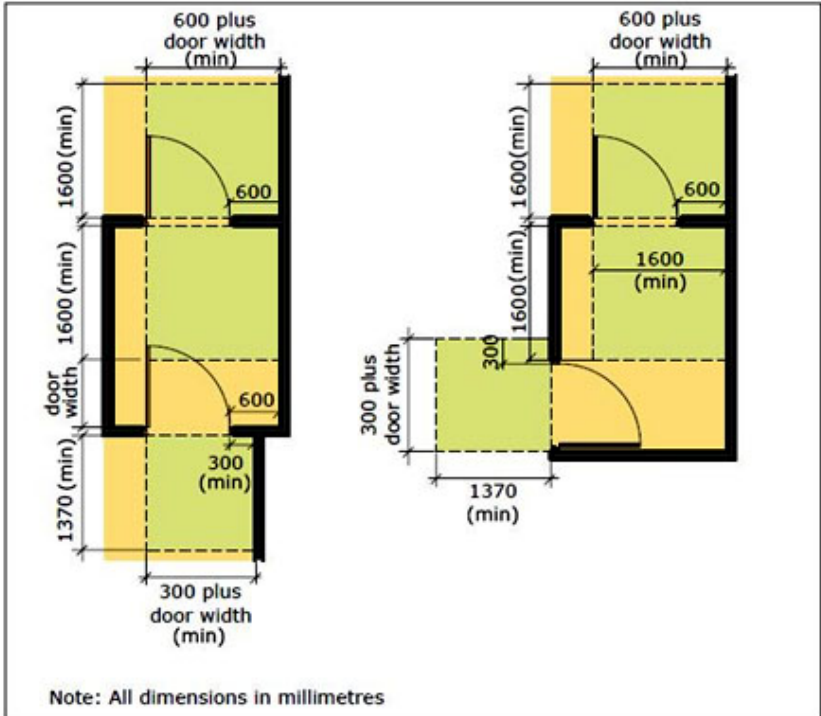 600 plus
door width
(min)
1600 (min)
600
1600 (min)
door
width
600
1370 (min)
300
(min)
300 plus
door width
(min)
600 plus
door width
(min)
1600 (min)
600
1600 (min)
1600
(min)
300
300 plus
door width
1370
(min)
Note: All dimensions in millimetres